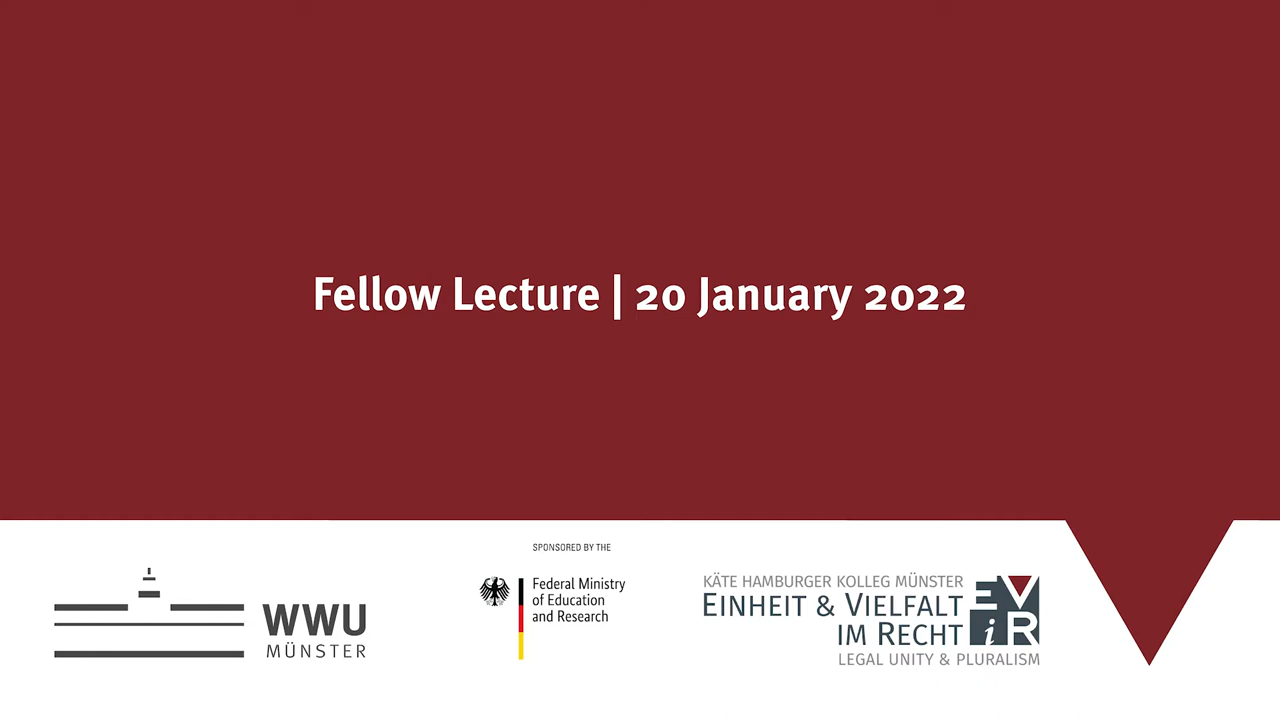 Fellow Lecture | 20 January 2022
SPONSORED BY THE
WWU
MÜNSTER
Federal Ministry
of Education
and Research
KÄTE HAMBURGER KOLLEG MÜNSTER
EINHEIT & VIELFALT
IM RECHT
LEGAL UNITY & PLURALISM
EViR